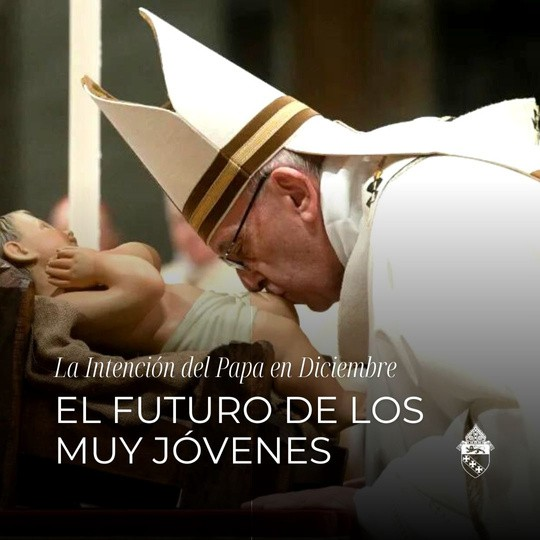 La Intención del Papa en Diciembre
EL FUTURO DE LOS
MUY JÓVENES